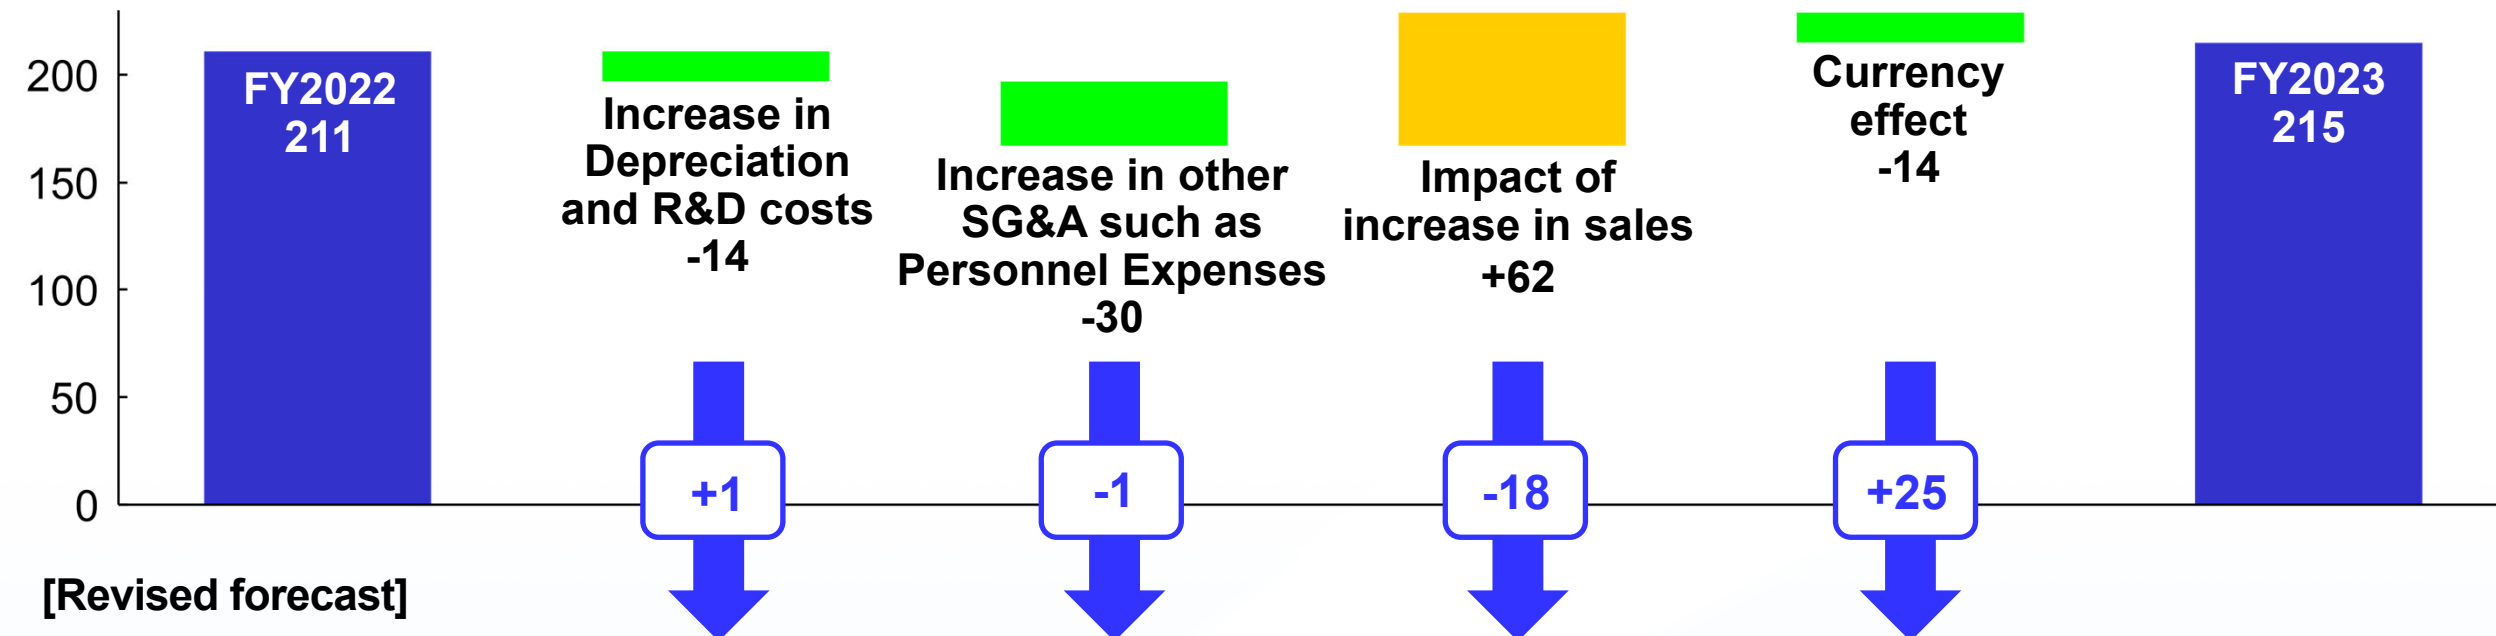 200
150
100
50
0
FY2022
211
Increase in
Depreciation
and R&D costs
-14
Increase in other
SG&A such as
Personnel Expenses
-30
Impact of
increase in sales
+62
Currency
effect
-14
FY2023
215
+1
-1
-18
+25
[Revised forecast]